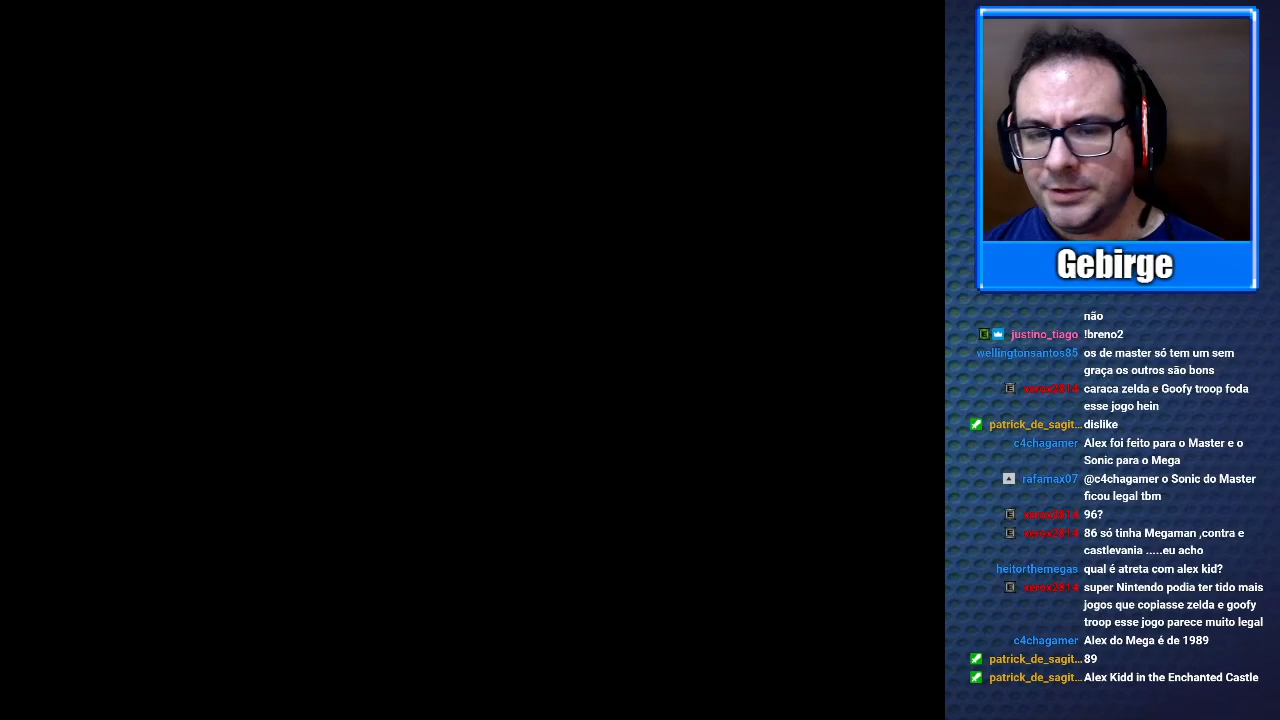 Gebirge
não
justino_tiago !breno2
wellingtonsantos85 os de master só tem um sem
graça os outros são bons
xerox2814 caraca zelda e Goofy troop foda
esse jogo hein
patrick_de_sagit... dislike
c4chagamer Alex foi feito para o Master e o
Sonic para o Mega
rafamax07 @c4chagamer o Sonic do Master
ficou legal tbm
xerox2814 96?
xerox2814 86 só tinha Megaman ,contra e
castlevania .....eu acho
heitorthemegas qual é atreta com alex kid?
xerox2814 super Nintendo podia ter tido mais
jogos que copiasse zelda e goofy
troop esse jogo parece muito legal
c4chagamer Alex do Mega é de 1989
patrick_de_sagit... 89
patrick_de_sagit... Alex Kidd in the Enchanted Castle